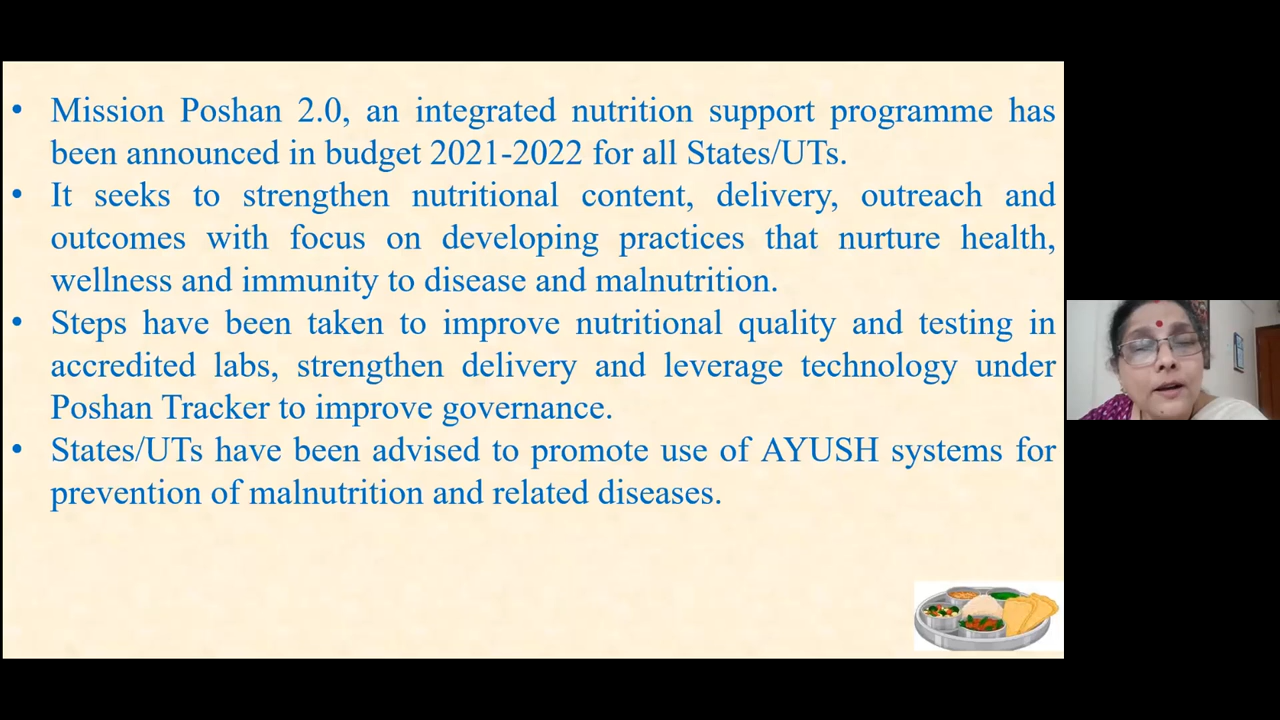 • Mission Poshan 2.0, an integrated nutrition support programme has
been announced in budget 2021-2022 for all States/UTs.
• It seeks to strengthen nutritional content, delivery, outreach and
outcomes with focus on developing practices that nurture health,
wellness and immunity to disease and malnutrition.
• Steps have been taken to improve nutritional quality and testing in
accredited labs, strengthen delivery and leverage technology under
Poshan Tracker to improve governance.
• States/UTs have been advised to promote use of AYUSH systems for
prevention of malnutrition and related diseases.